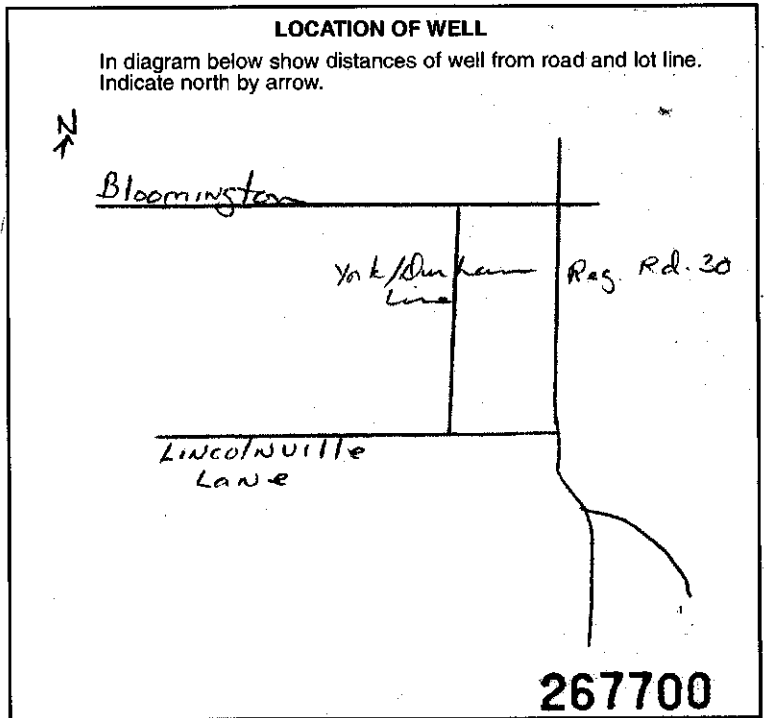 LOCATION OF WELL
In diagram below show distances of well from road and lot line.
Indicate north by arrow.
N
Bloomington
York/Durham
Line
Reg. Rd. 30
LINCOLNVILLE
LANE
267700